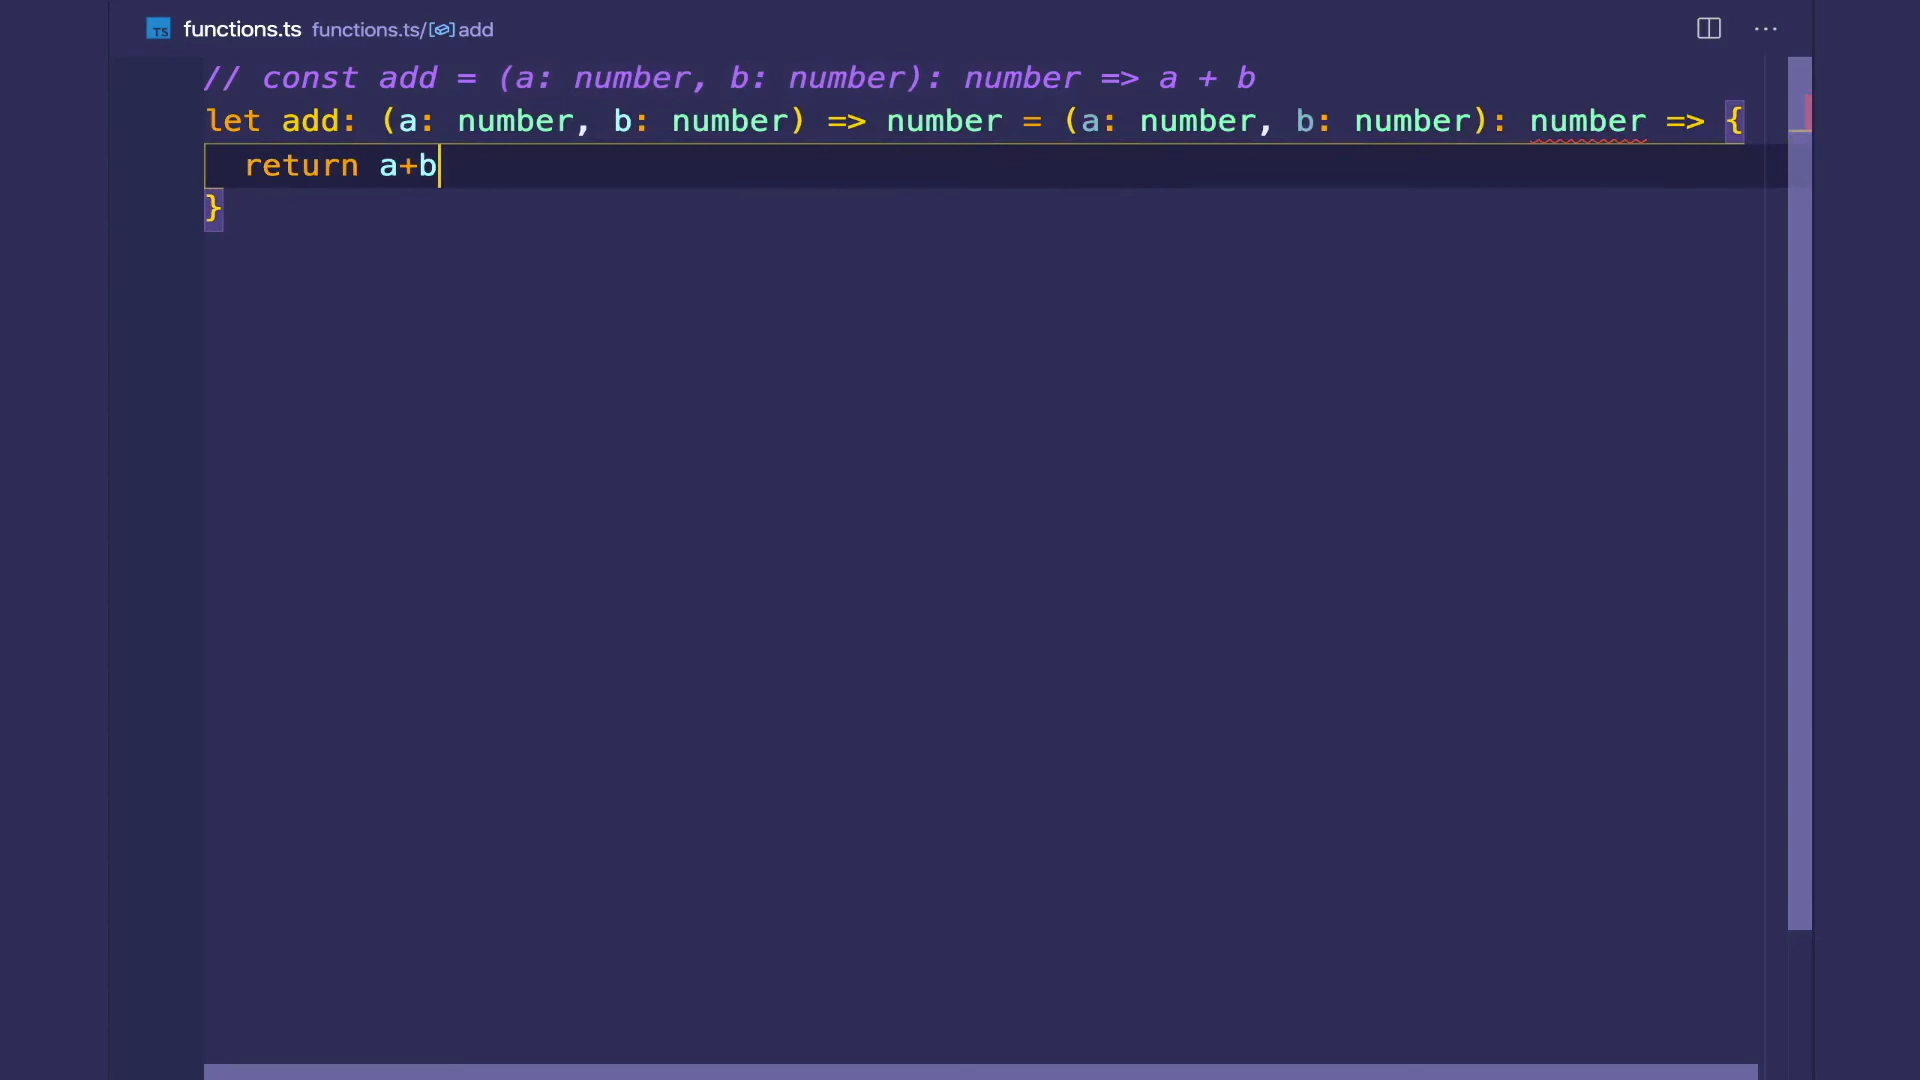 TS functions.ts functions.ts/add
// const add = (a: number, b: number): number => a + b
let add: (a: number, b: number) => number = (a: number, b: number): number => {
  return a+b
}